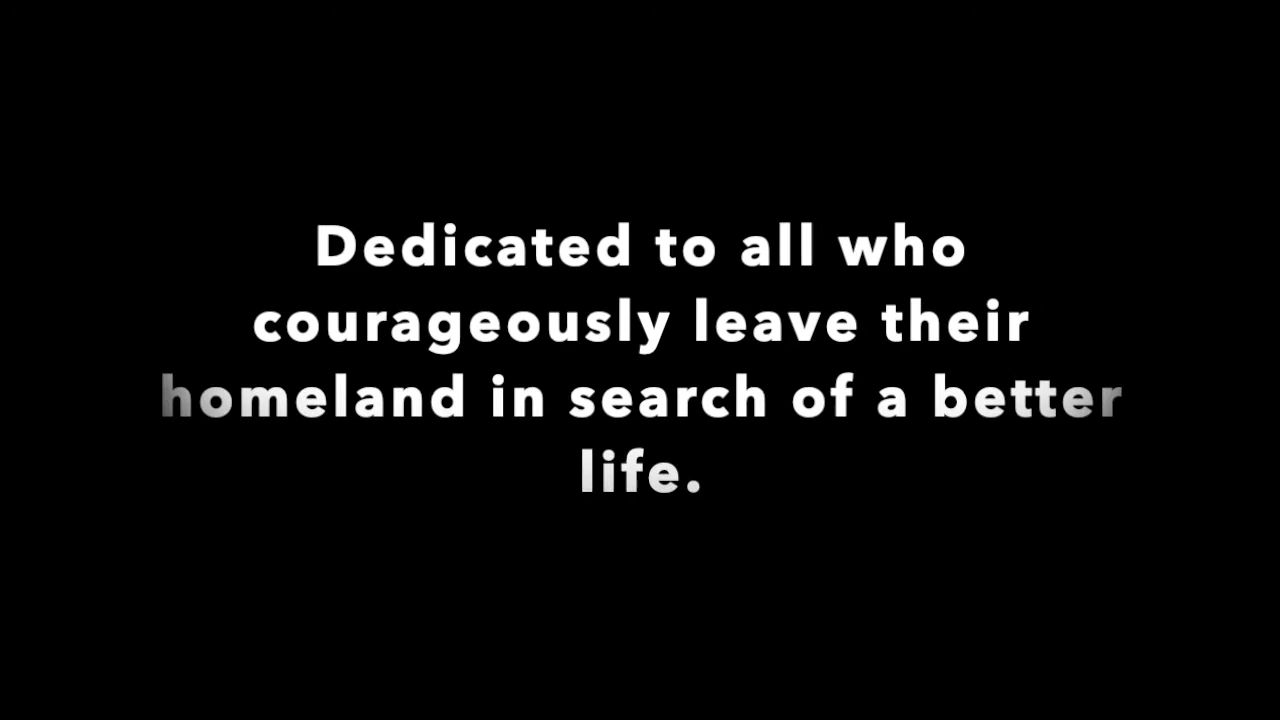 Dedicated to all who
courageously leave their
homeland in search of a better
life.